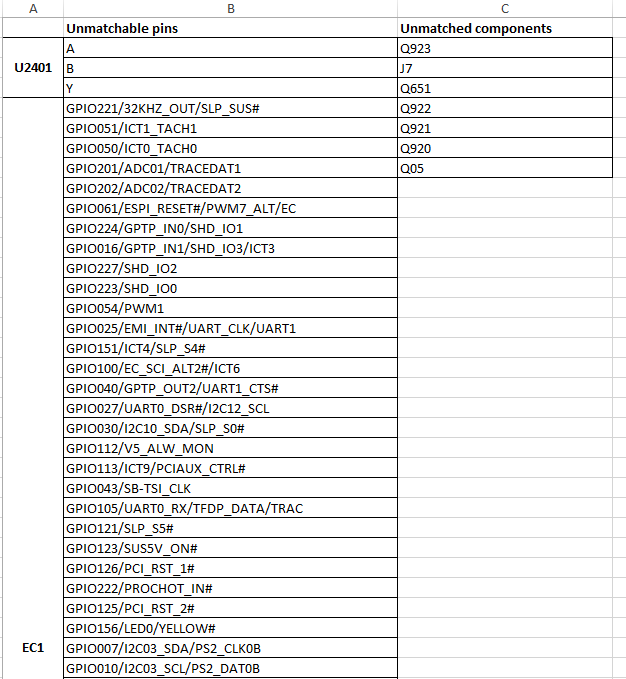 A B C
Unmatchable pins Unmatched components
U2401 A Q923
B J7
Y Q651
GPIO221/32KHZ_OUT/SLP_SUS# Q922
GPIO051/ICT1_TACH1 Q921
GPIO050/ICT0_TACH0 Q920
GPIO201/ADC01/TRACEDAT1 Q05
GPIO202/ADC02/TRACEDAT2
GPIO061/ESPI_RESET#/PWM7_ALT/EC
GPIO224/GPTP_IN0/SHD_IO1
GPIO016/GPTP_IN1/SHD_IO3/ICT3
GPIO227/SHD_IO2
GPIO223/SHD_IO0
GPIO054/PWM1
GPIO025/EMI_INT#/UART_CLK/UART1
GPIO151/ICT4/SLP_S4#
GPIO100/EC_SCI_ALT2#/ICT6
GPIO040/GPTP_OUT2/UART1_CTS#
GPIO027/UART0_DSR#/I2C12_SCL
GPIO030/I2C10_SDA/SLP_S0#
GPIO112/V5_ALW_MON
GPIO113/ICT9/PCIAUX_CTRL#
GPIO043/SB-TSI_CLK
GPIO105/UART0_RX/TFDP_DATA/TRAC
GPIO121/SLP_S5#
GPIO123/SUS5V_ON#
GPIO126/PCI_RST_1#
GPIO222/PROCHOT_IN#
GPIO125/PCI_RST_2#
GPIO156/LED0/YELLOW#
EC1 GPIO007/I2C03_SDA/PS2_CLK0B
GPIO010/I2C03_SCL/PS2_DAT0B